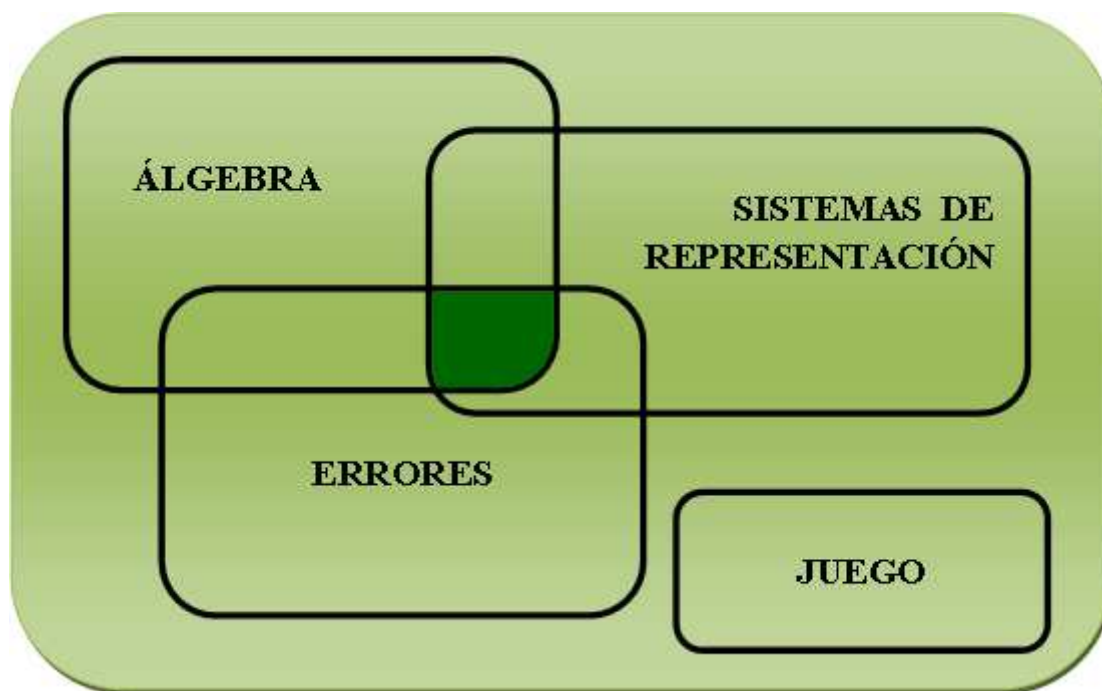 ÁLGEBRA
SISTEMAS DE
REPRESENTACIÓN
ERRORES
JUEGO